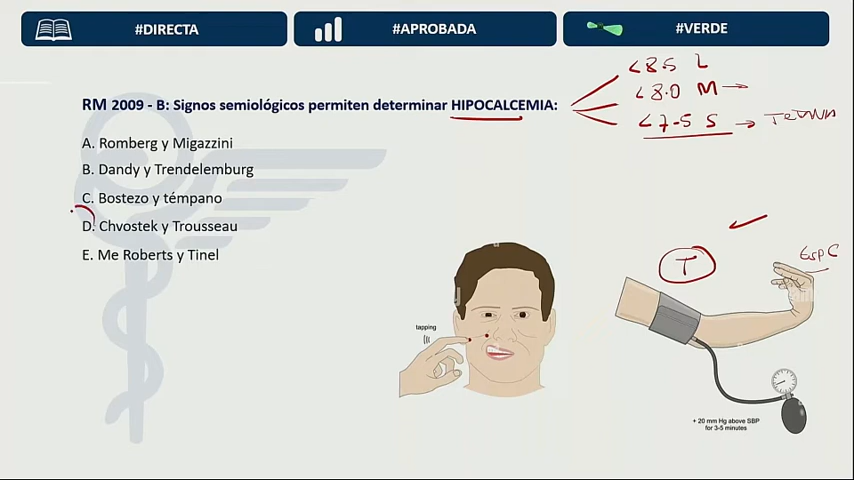 #DIRECTA
#APROBADA
#VERDE
<8.5 L
RM 2009 - B: Signos semiológicos permiten determinar HIPOCALCEMIA:
<8.0 M →
<7.5 S →
A. Romberg y Migazzini
B. Dandy y Trendelemburg
C. Bostezo y témpano
D. Chvostek y Trousseau
E. Me Roberts y Tinel
T
Esp C
tapping
+ 20 mm Hg above SBP
for 3-5 minutes